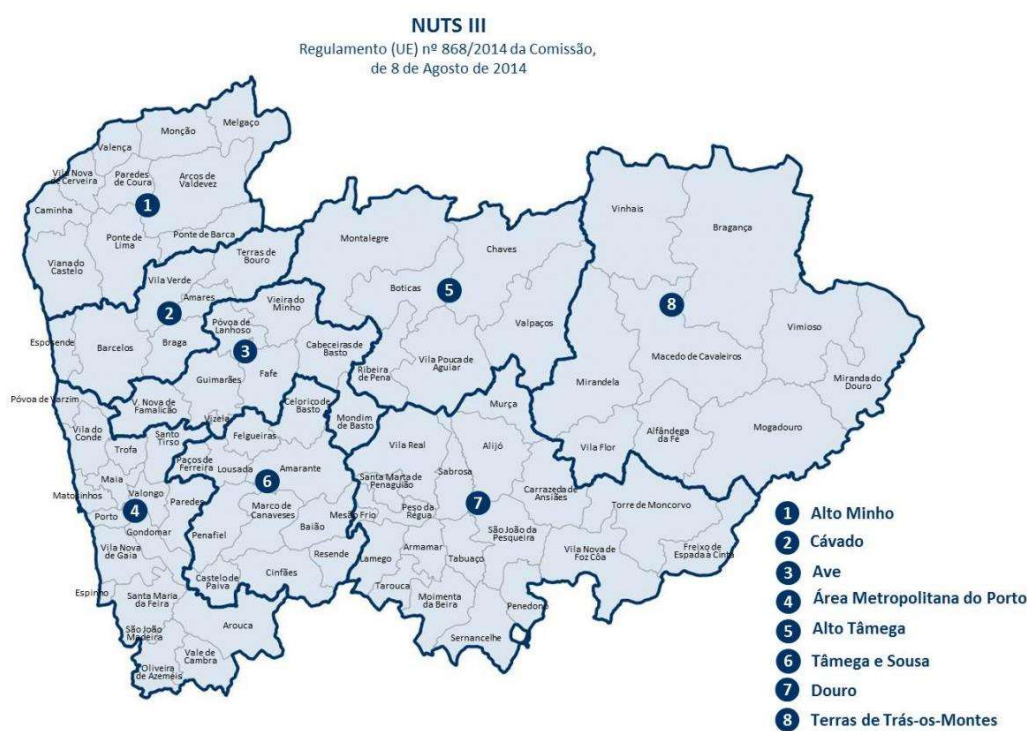 NUTS III
Regulamento (UE) nº 868/2014 da Comissão,
de 8 de Agosto de 2014
Melgaço
Monção
Valença
Vila Nova
de Cerveira
Paredes
de Coura
Arcos de
Valdevez
1
Caminha
Ponte de
Lima
Ponte de Barca
Viana do
Castelo
Terras de
Bouro
Vila Verde
Amares
2
Esposende
Barcelos
Braga
Vieira do
Minho
Póvoa de
Lanhoso
3
Cabeceiras de
Basto
Guimarães
Fafe
V. Nova de
Famalicão
Vizela
Mondim
de Basto
Montalegre
Chaves
Boticas
5
Valpaços
Vila Pouca de
Aguiar
Ribeira
de Pena
Vinhais
Bragança
8
Vimioso
Macedo de Cavaleiros
Mirandela
Miranda do
Douro
Mogadouro
Alfândega
da Fé
Vila Flor
Póvoa de Varzim
Vila do
Conde
Santo
Tirso
Trofa
Maia
Matosinhos
Valongo
Paredes
Porto
4
Gondomar
Vila Nova
de Gaia
Espinho
Santa Maria
da Feira
Arouca
São João
Madeira
Vale de
Cambra
Oliveira
de Azeméis
Celorico de
Basto
Felgueiras
Paços de
Ferreira
Lousada
Amarante
6
Marco de
Canaveses
Baião
Penafiel
Resende
Cinfães
Castelo de
Paiva
Murça
Vila Real
Alijó
Sabrosa
Santa Marta de
Penaguião
Carrazeda de
Ansiães
7
Mesão Frio
Peso da
Régua
São João da
Pesqueira
Torre de Moncorvo
Freixo de
Espada à Cinta
Vila Nova de
Foz Côa
Armamar
Lamego
Tabuaço
Tarouca
Moimenta
da Beira
Penedono
Sernancelhe
1 Alto Minho
2 Cávado
3 Ave
4 Área Metropolitana do Porto
5 Alto Tâmega
6 Tâmega e Sousa
7 Douro
8 Terras de Trás-os-Montes